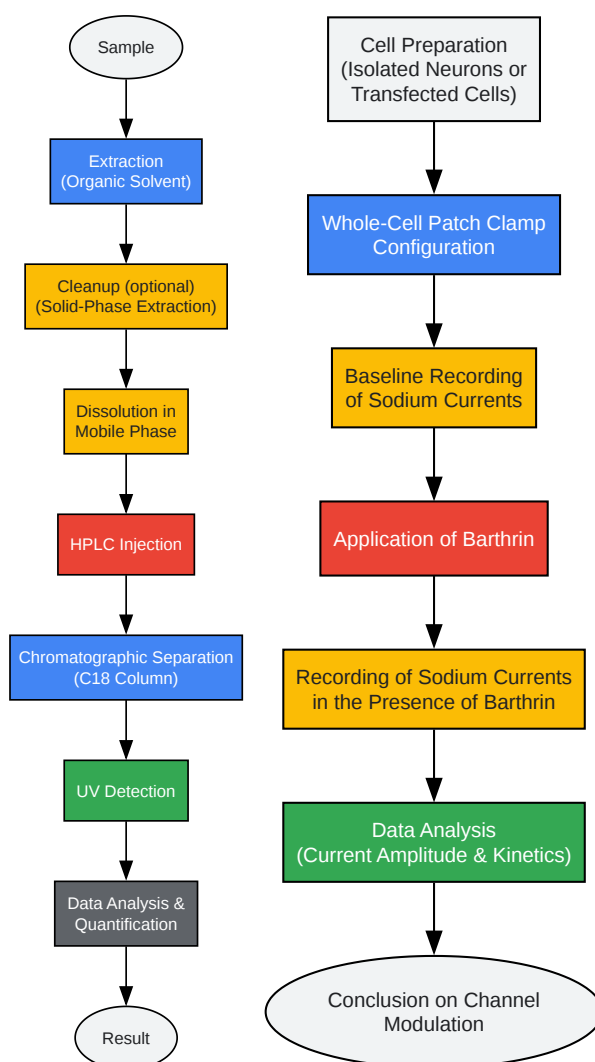 Sample
Extraction
(Organic Solvent)
Cleanup (optional)
(Solid-Phase Extraction)
Dissolution in
Mobile Phase
HPLC Injection
Chromatographic Separation
(C18 Column)
UV Detection
Data Analysis &
Quantification
Result
Cell Preparation
(Isolated Neurons or
Transfected Cells)
Whole-Cell Patch Clamp
Configuration
Baseline Recording
of Sodium Currents
Application of Barthrin
Recording of Sodium Currents
in the Presence of Barthrin
Data Analysis
(Current Amplitude & Kinetics)
Conclusion on Channel
Modulation